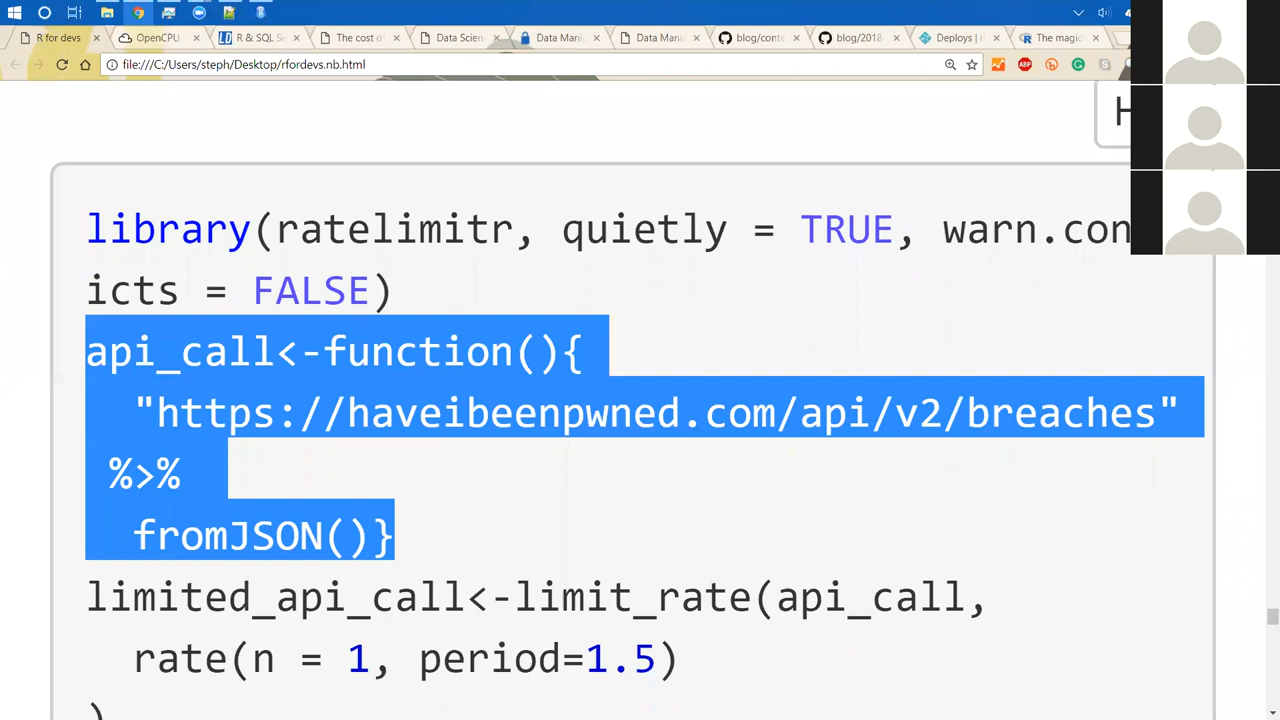 R for devs
OpenCPU
R & SQL Se
The cost o
Data Scien
Data Manic
Data Mana
blog/conte
blog/2018-
Deploys | i
The magic
file:///C:/Users/steph/Desktop/rfordevs.nb.html
H
library(ratelimitr, quietly = TRUE, warn.con
icts = FALSE)
api_call<-function(){
"https://haveibeenpwned.com/api/v2/breaches"
%>%
fromJSON()}
limited_api_call<-limit_rate(api_call,
rate(n = 1, period=1.5)
)